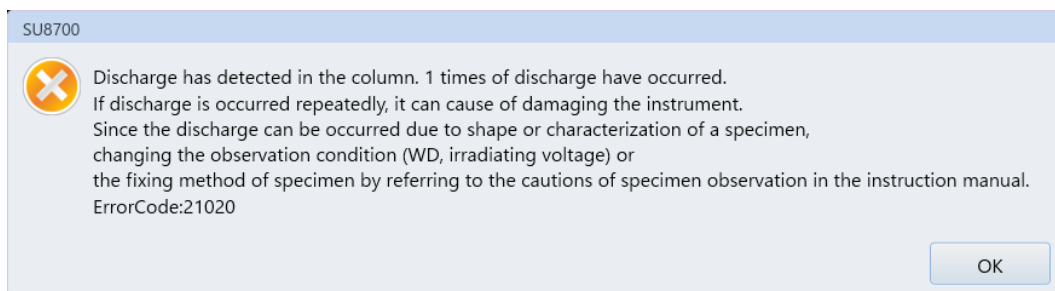 SU8700
Discharge has detected in the column. 1 times of discharge have occurred.
If discharge is occurred repeatedly, it can cause of damaging the instrument.
Since the discharge can be occurred due to shape or characterization of a specimen,
changing the observation condition (WD, irradiating voltage) or
the fixing method of specimen by referring to the cautions of specimen observation in the instruction manual.
ErrorCode:21020
OK